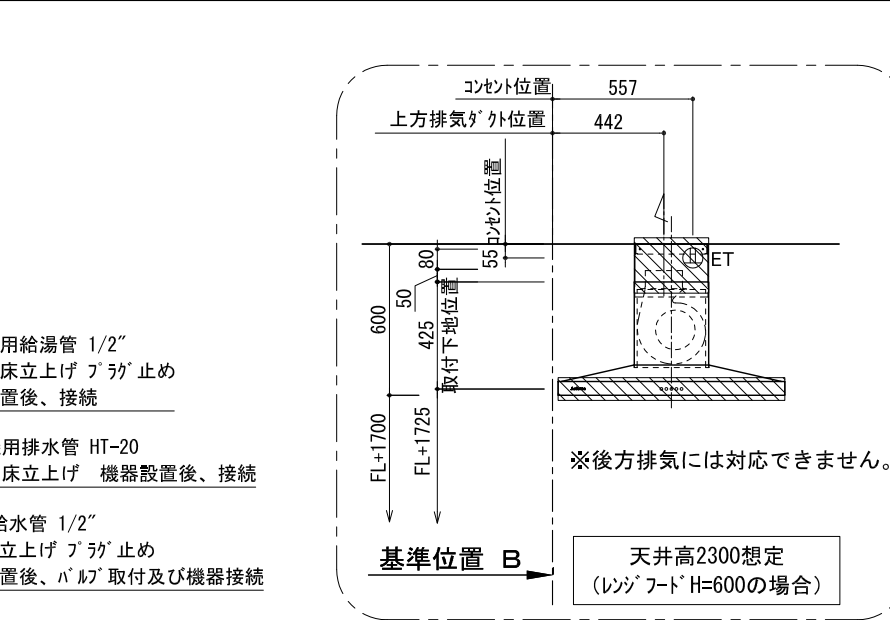 コンセント位置
557
上方排気ダクト位置
442
コンセント位置
55
80
50
600
425
取付下地位置
ET
FL+1700
FL+1725
用給湯管 1/2″
床立上げ プラグ止め
置後、接続
用排水管 HT-20
床立上げ 機器設置後、接続
給水管 1/2″
立上げ プラグ止め
置後、バルブ取付及び機器接続
※後方排気には対応できません。
基準位置 B
天井高2300想定
(レンジフードH=600の場合)